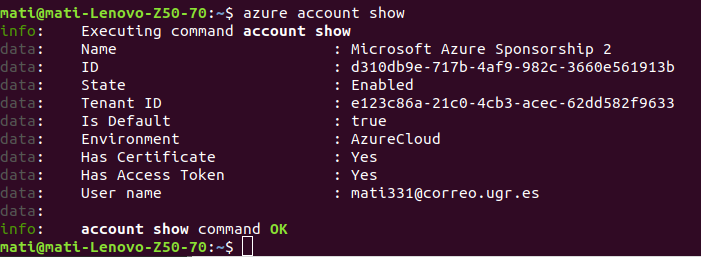 mati@mati-Lenovo-Z50-70:~$ azure account show
info:    Executing command account show
data:    Name                        : Microsoft Azure Sponsorship 2
data:    ID                          : d310db9e-717b-4af9-982c-3660e561913b
data:    State                       : Enabled
data:    Tenant ID                   : e123c86a-21c0-4cb3-acec-62dd582f9633
data:    Is Default                  : true
data:    Environment                 : AzureCloud
data:    Has Certificate             : Yes
data:    Has Access Token            : Yes
data:    User name                   : mati331@correo.ugr.es
data:
info:    account show command OK
mati@mati-Lenovo-Z50-70:~$